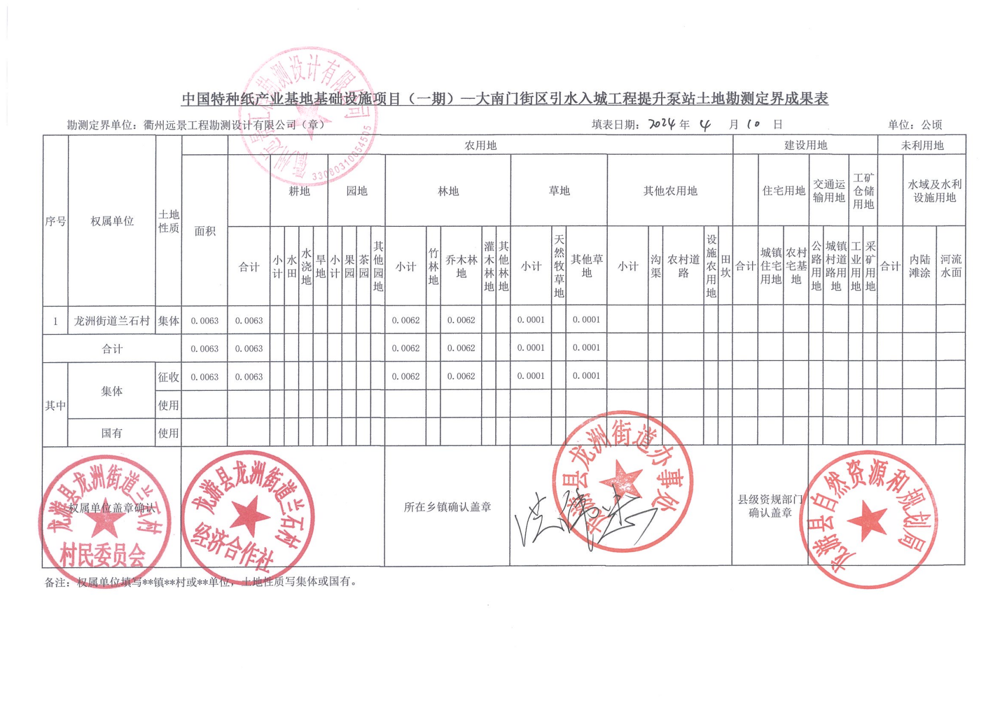 中国特种纸产业基地基础设施项目（一期）—大南门街区引水入城工程提升泵站土地勘测定界成果表
勘测定界单位：衢州远景工程勘测设计有限公司（章） 填表日期：2024年 4 月 10 日 单位：公顷
序号 权属单位 土地性质 面积 农用地 建设用地 未利用地
耕地 园地 林地 草地 其他农用地 住宅用地 交通运输用地 工矿仓储用地 水域及水利设施用地
合计 小计 水田 水浇地 旱地 小计 果园 茶园 其他园地 小计 竹林地 乔木林地 灌木林地 其他林地 小计 天然牧草地 其他草地 小计 沟渠 农村道路 设施农用地 田坎 合计 城镇住宅用地 农村宅基地 公路用地 城镇村道路用地 工业用地 采矿用地 合计 内陆滩涂 河流水面
1 龙洲街道兰石村 集体 0.0063 0.0063 0.0062 0.0062 0.0001 0.0001
合计 0.0063 0.0063 0.0062 0.0062 0.0001 0.0001
其中 集体 征收 0.0063 0.0063 0.0062 0.0062 0.0001 0.0001
使用
国有 使用
权属单位盖章确认 所在乡镇确认盖章 县级资规部门确认盖章
备注：权属单位填写**镇**村或**单位，土地性质写集体或国有。
衢州远景工程勘测设计有限公司
33080310054505
龙游县龙洲街道兰石村
村民委员会
龙游县龙洲街道兰石村
经济合作社
龙游县龙洲街道办事处
龙游县自然资源和规划局